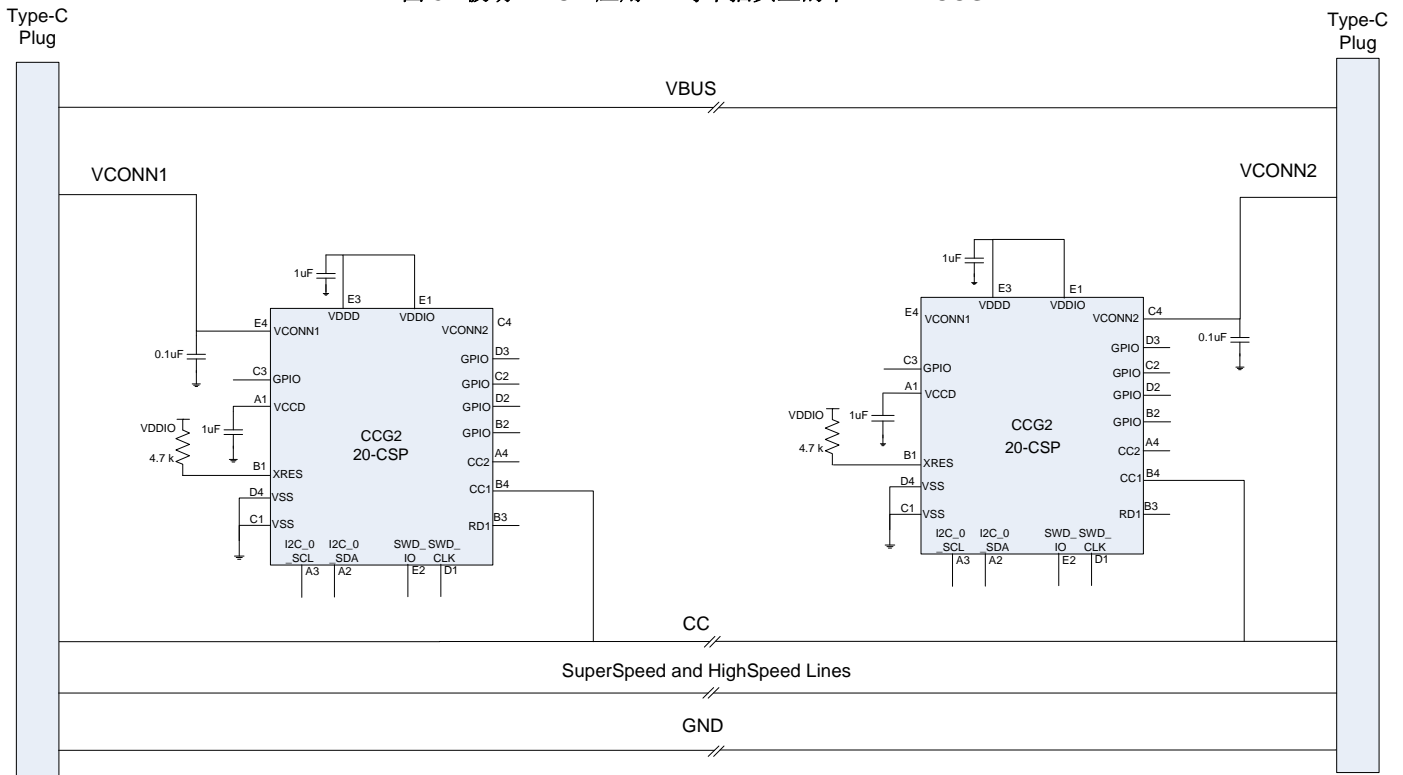 Type-C
Plug
Type-C
Plug
VBUS
VCONN1
VCONN2
1uF
E3
E1
VDDD
VDDIO
E4
VCONN1
VCONN2
C4
0.1uF
GPIO
D3
C3
GPIO
GPIO
C2
A1
VCCD
GPIO
D2
VDDIO
1uF
GPIO
B2
4.7 k
CCG2
20-CSP
CC2
A4
B1
XRES
CC1
B4
D4
VSS
C1
VSS
RD1
B3
I2C_0
_SCL
I2C_0
_SDA
SWD_
IO
SWD_
CLK
A3
A2
E2
D1
1uF
E3
E1
VDDD
VDDIO
E4
VCONN1
VCONN2
C4
0.1uF
GPIO
D3
C3
GPIO
GPIO
C2
A1
VCCD
GPIO
D2
VDDIO
1uF
GPIO
B2
4.7 k
CCG2
20-CSP
CC2
A4
B1
XRES
CC1
B4
D4
VSS
C1
VSS
RD1
B3
I2C_0
_SCL
I2C_0
_SDA
SWD_
IO
SWD_
CLK
A3
A2
E2
D1
CC
SuperSpeed and HighSpeed Lines
GND